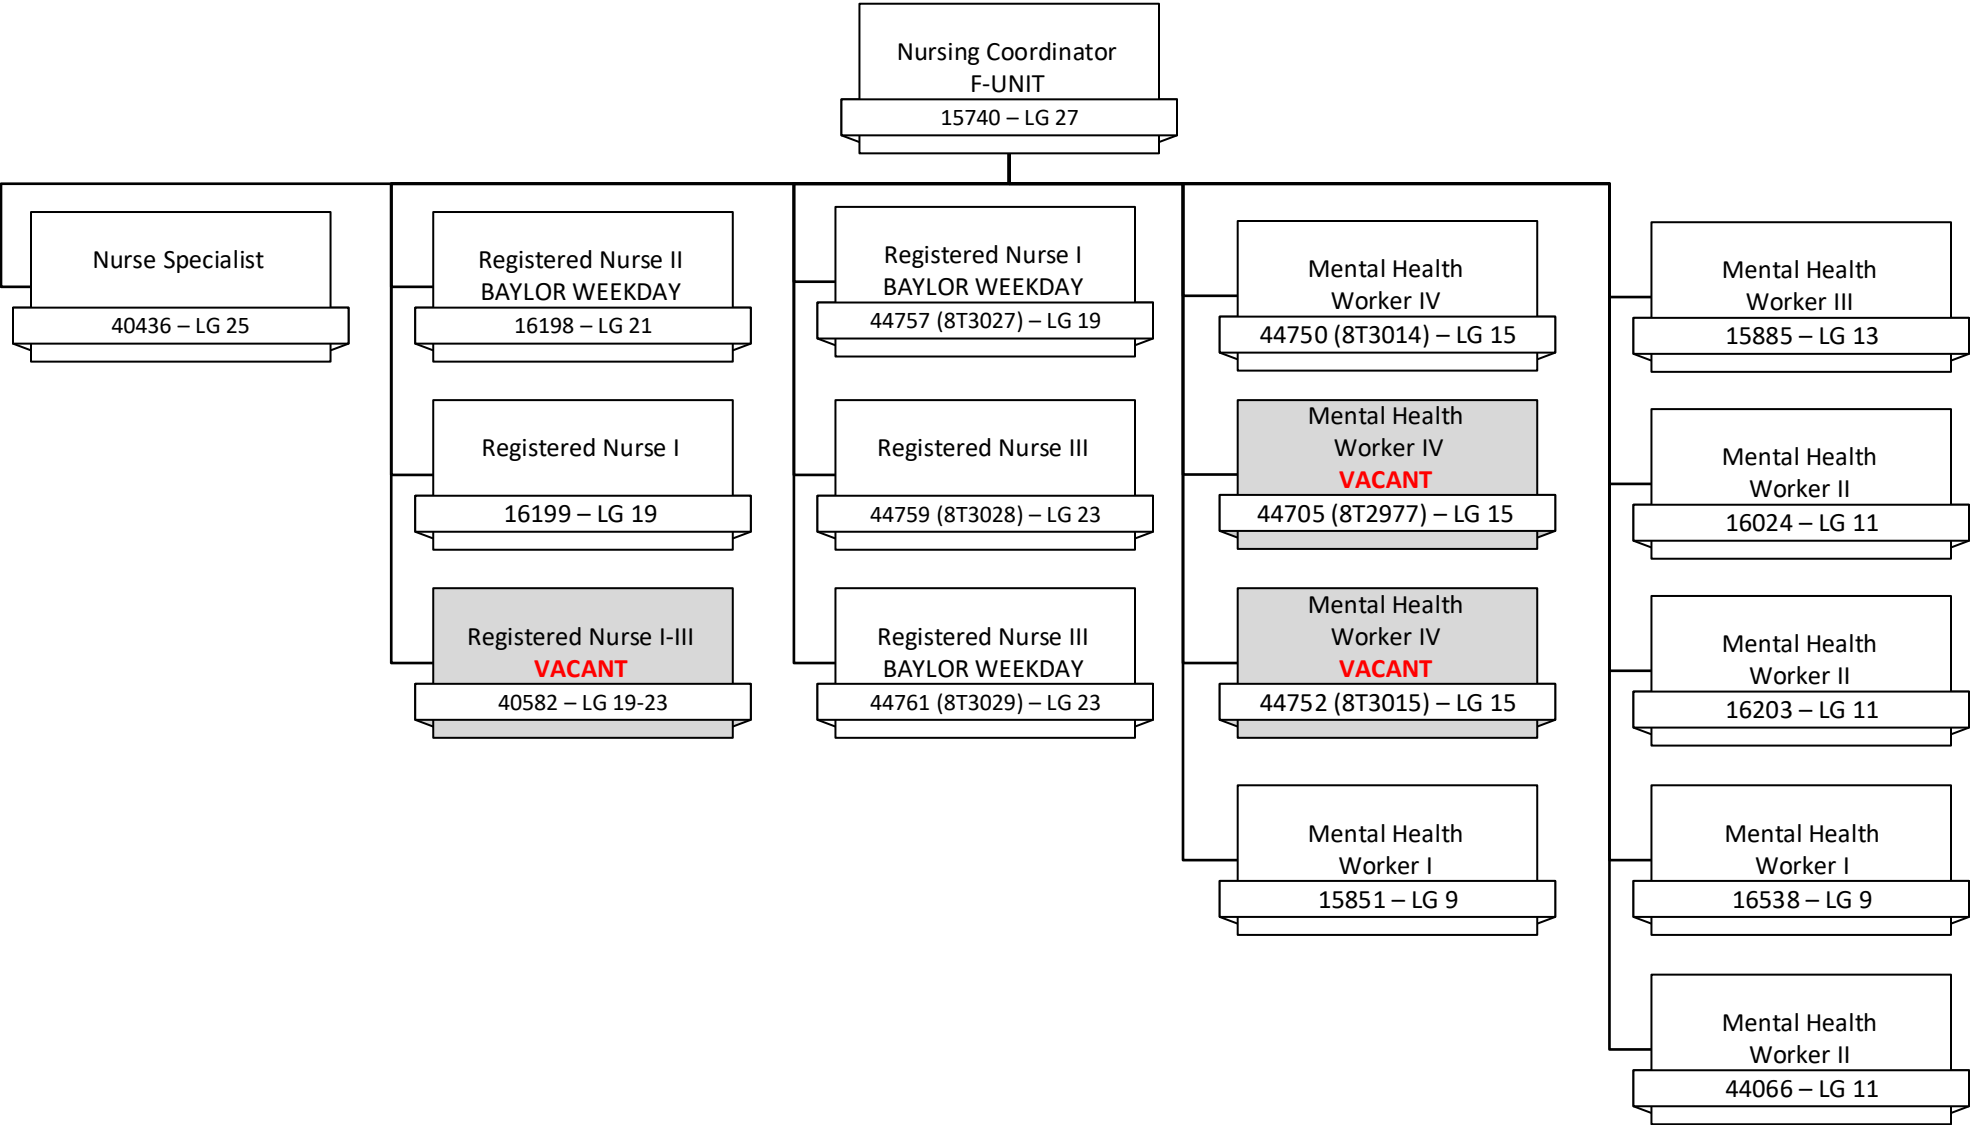 Nursing Coordinator
F-UNIT
15740 – LG 27
Nurse Specialist
40436 – LG 25
Registered Nurse II
BAYLOR WEEKDAY
16198 – LG 21
Registered Nurse I
16199 – LG 19
Registered Nurse I-III
VACANT
40582 – LG 19-23
Registered Nurse I
BAYLOR WEEKDAY
44757 (8T3027) – LG 19
Registered Nurse III
44759 (8T3028) – LG 23
Registered Nurse III
BAYLOR WEEKDAY
44761 (8T3029) – LG 23
Mental Health
Worker IV
44750 (8T3014) – LG 15
Mental Health
Worker IV
VACANT
44705 (8T2977) – LG 15
Mental Health
Worker IV
VACANT
44752 (8T3015) – LG 15
Mental Health
Worker I
15851 – LG 9
Mental Health
Worker III
15885 – LG 13
Mental Health
Worker II
16024 – LG 11
Mental Health
Worker II
16203 – LG 11
Mental Health
Worker I
16538 – LG 9
Mental Health
Worker II
44066 – LG 11